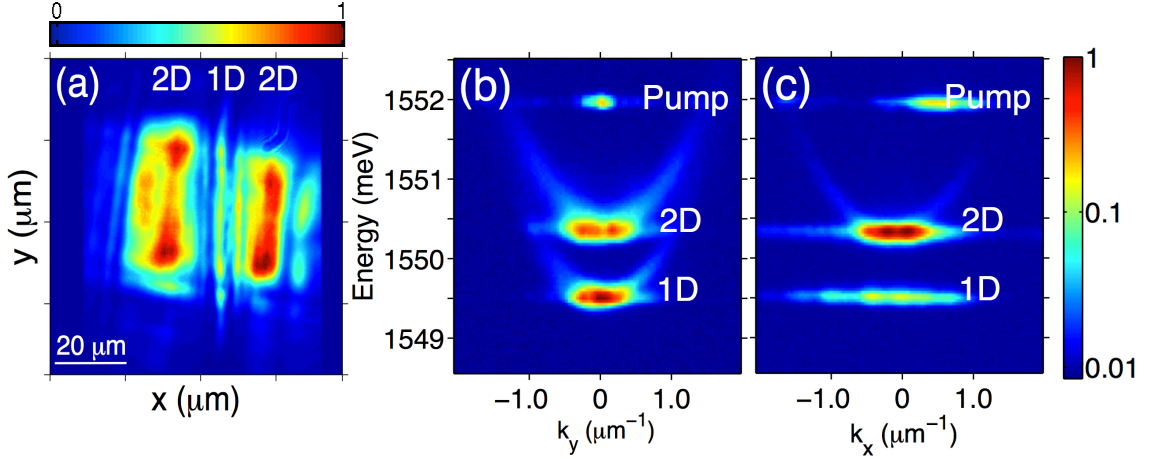 0 1
(a) 2D 1D 2D
20 μm
x (μm)
y (μm)
Energy (meV)
1552
1551
1550
1549
(b) Pump
2D
1D
−1.0 0 1.0
ky (μm−1)
(c) Pump
2D
1D
−1.0 0 1.0
kx (μm−1)
1
0.1
0.01